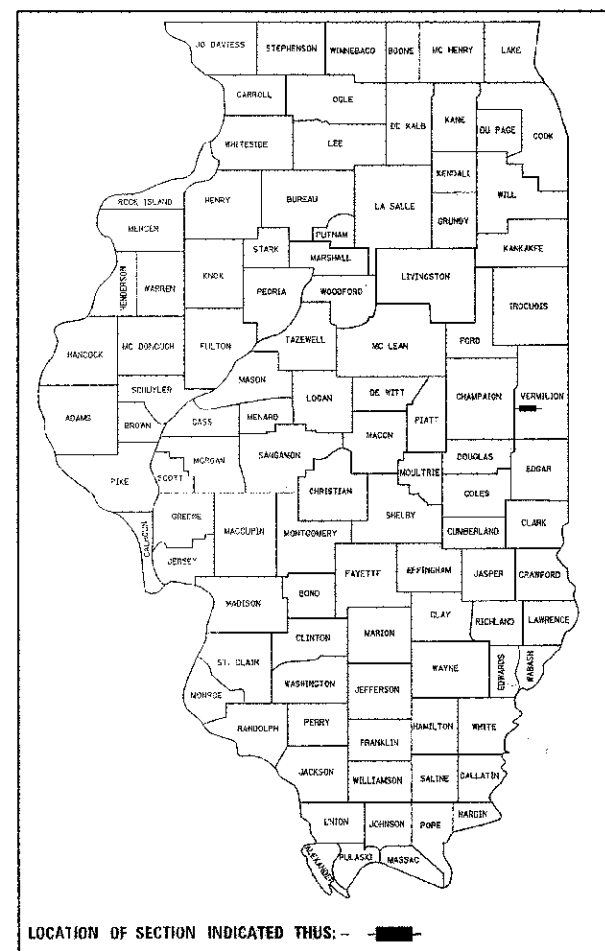 JO DAVIESS STEPHENSON WINNEBAGO BOONE MC HENRY LAKE
CARROLL OGLE DE KALB KANE DU PAGE COOK
WHITESIDE LEE KENDALL WILL
ROCK ISLAND HENRY BUREAU LA SALLE GRUNDY
MERCER STARK PUTNAM KANKAKEE
HENDERSON WARREN KNOX PEORIA MARSHALL WOODFORD LIVINGSTON IROQUOIS
HANCOCK MC DONOUGH FULTON TAZEWELL MC LEAN FORD
SCHUYLER MASON LOGAN DE WITT CHAMPAIGN VERMILION
ADAMS BROWN CASS MENARD MACON PIATT
PIKE SCOTT MORGAN SANGAMON CHRISTIAN MOULTRIE DOUGLAS EDGAR
COLES
CALHOUN GREENE MACOUPIN MONTGOMERY SHELBY CUMBERLAND CLARK
JERSEY FAYETTE EFFINGHAM JASPER CRAWFORD
MADISON BOND CLAY RICHLAND LAWRENCE
CLINTON MARION
ST. CLAIR WASHINGTON WAYNE EDWARDS WABASH
MONROE JEFFERSON
RANDOLPH PERRY HAMILTON WHITE
FRANKLIN
JACKSON WILLIAMSON SALINE GALLATIN
UNION JOHNSON POPE HARDIN
ALEXANDER PULASKI MASSAC
LOCATION OF SECTION INDICATED THUS: -